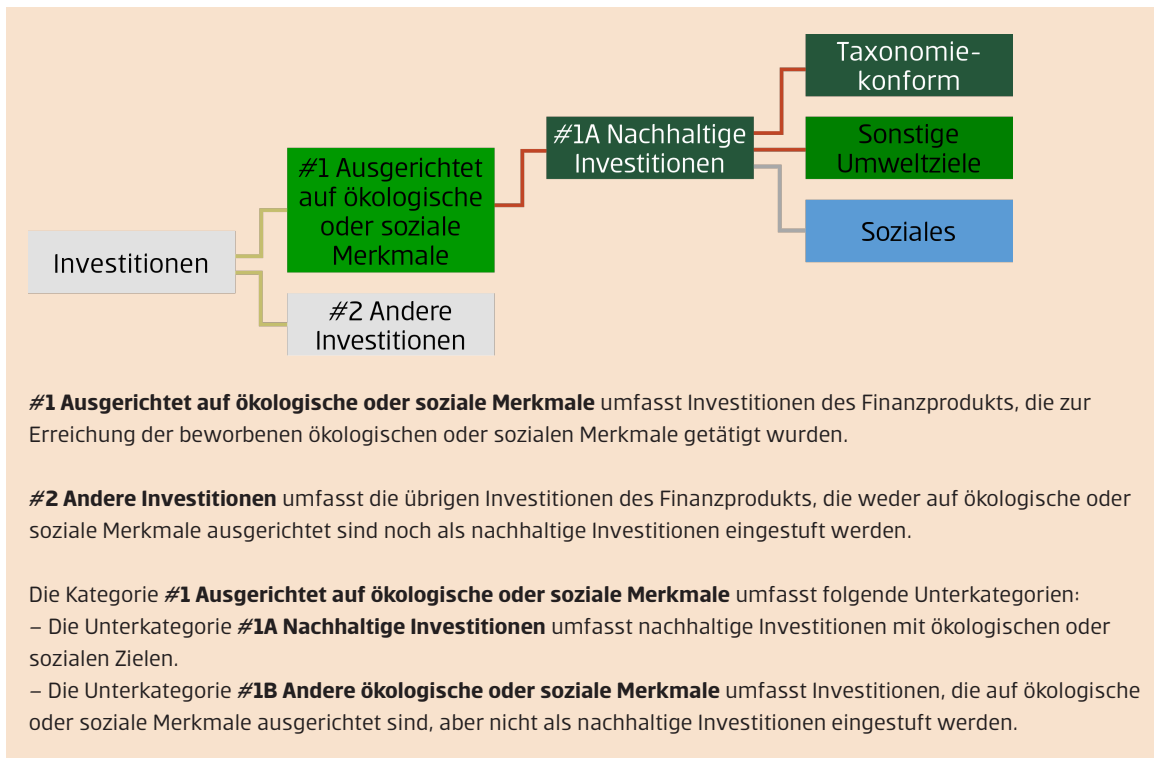 Taxonomie-
konform
#1A Nachhaltige
Investitionen
Sonstige
Umweltziele
#1 Ausgerichtet
auf ökologische
oder soziale
Merkmale
Soziales
Investitionen
#2 Andere
Investitionen
#1 Ausgerichtet auf ökologische oder soziale Merkmale umfasst Investitionen des Finanzprodukts, die zur
Erreichung der beworbenen ökologischen oder sozialen Merkmale getätigt wurden.
#2 Andere Investitionen umfasst die übrigen Investitionen des Finanzprodukts, die weder auf ökologische oder
soziale Merkmale ausgerichtet sind noch als nachhaltige Investitionen eingestuft werden.
Die Kategorie #1 Ausgerichtet auf ökologische oder soziale Merkmale umfasst folgende Unterkategorien:
– Die Unterkategorie #1A Nachhaltige Investitionen umfasst nachhaltige Investitionen mit ökologischen oder
sozialen Zielen.
– Die Unterkategorie #1B Andere ökologische oder soziale Merkmale umfasst Investitionen, die auf ökologische
oder soziale Merkmale ausgerichtet sind, aber nicht als nachhaltige Investitionen eingestuft werden.